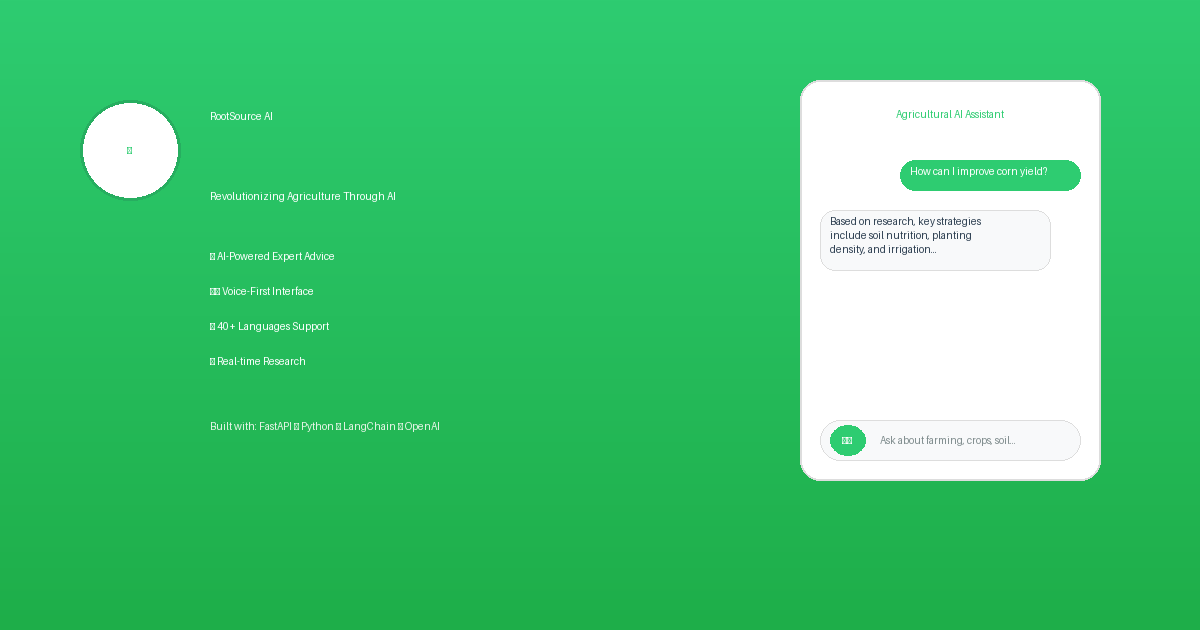 RootSource AI
Revolutionizing Agriculture Through AI
AI-Powered Expert Advice
Voice-First Interface
40+ Languages Support
Real-time Research
Built with: FastAPI Python LangChain OpenAI
Agricultural AI Assistant
How can I improve corn yield?
Based on research, key strategies
include soil nutrition, planting
density, and irrigation...
Ask about farming, crops, soil...